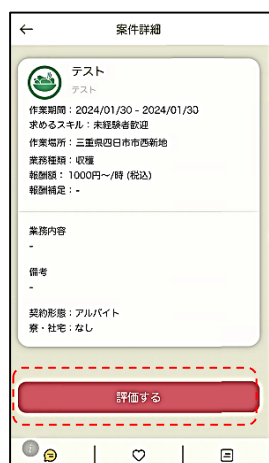 案件詳細
テスト
テスト
作業期間：2024/01/30 - 2024/01/30
求めるスキル：未経験者歓迎
作業場所：三重県四日市市西新地
業務種類：収穫
報酬額： 1000円〜/時 (税込)
報酬補足：-
業務内容
-
備考
-
契約形態：アルバイト
寮・社宅：なし
評価する